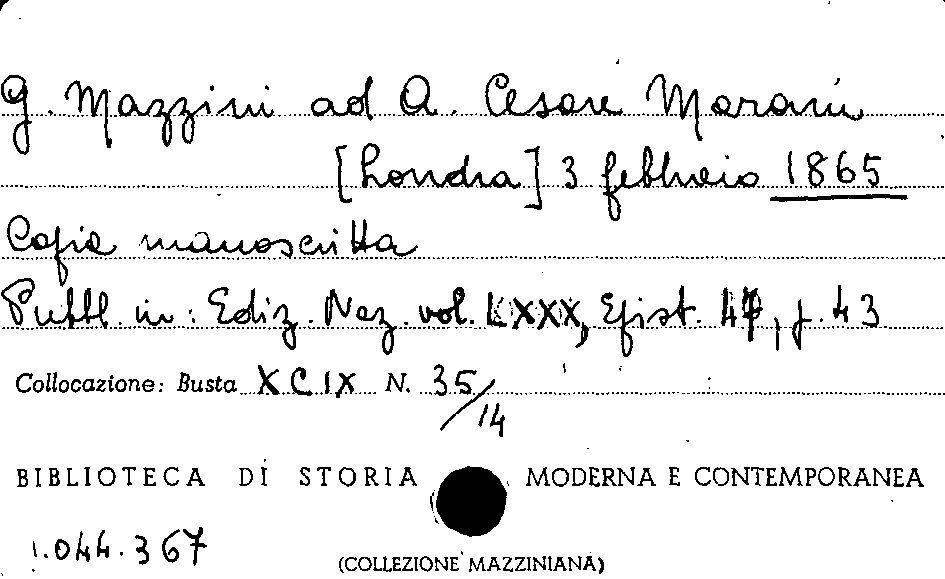 G. Mazzini ad A. Cesare Marani
[Londra] 3 febbraio 1865
Copia manoscritta
Pubbl. in: Ediz. Naz. vol. LXXX, Epist. 47, p. 43
Collocazione: Busta XCIX N. 35/14
BIBLIOTECA DI STORIA MODERNA E CONTEMPORANEA
1.044.367
(COLLEZIONE MAZZINIANA)